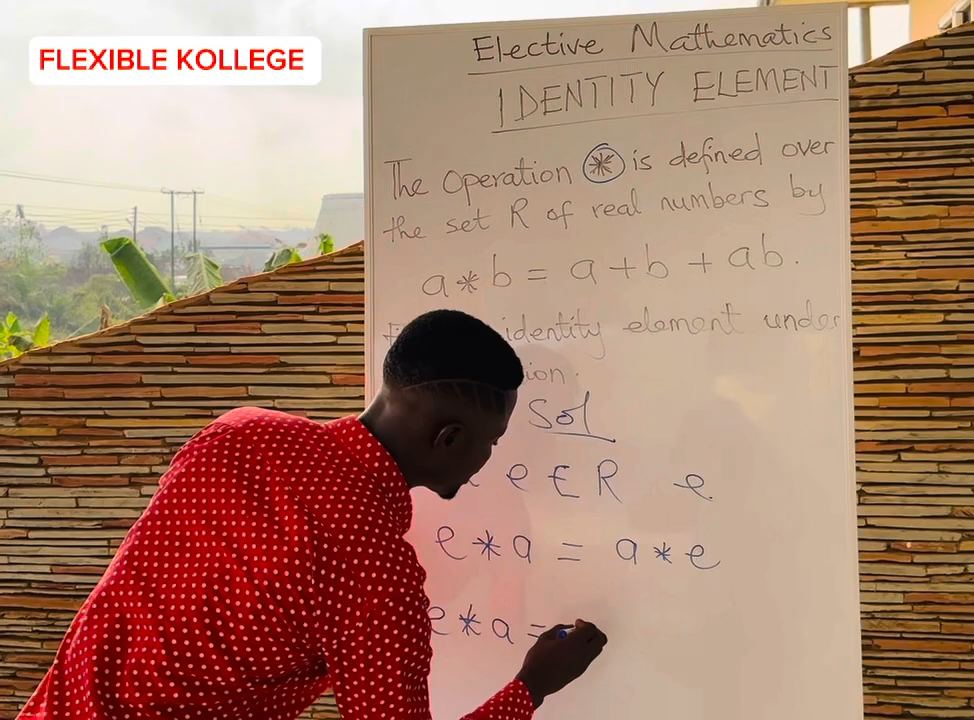 FLEXIBLE KOLLEGE
Elective Mathematics
IDENTITY ELEMENT
The operation * is defined over
the set R of real numbers by
a * b = a + b + ab.
identity element under
Sol
e ∈ R e
e * a = a * e
e * a =